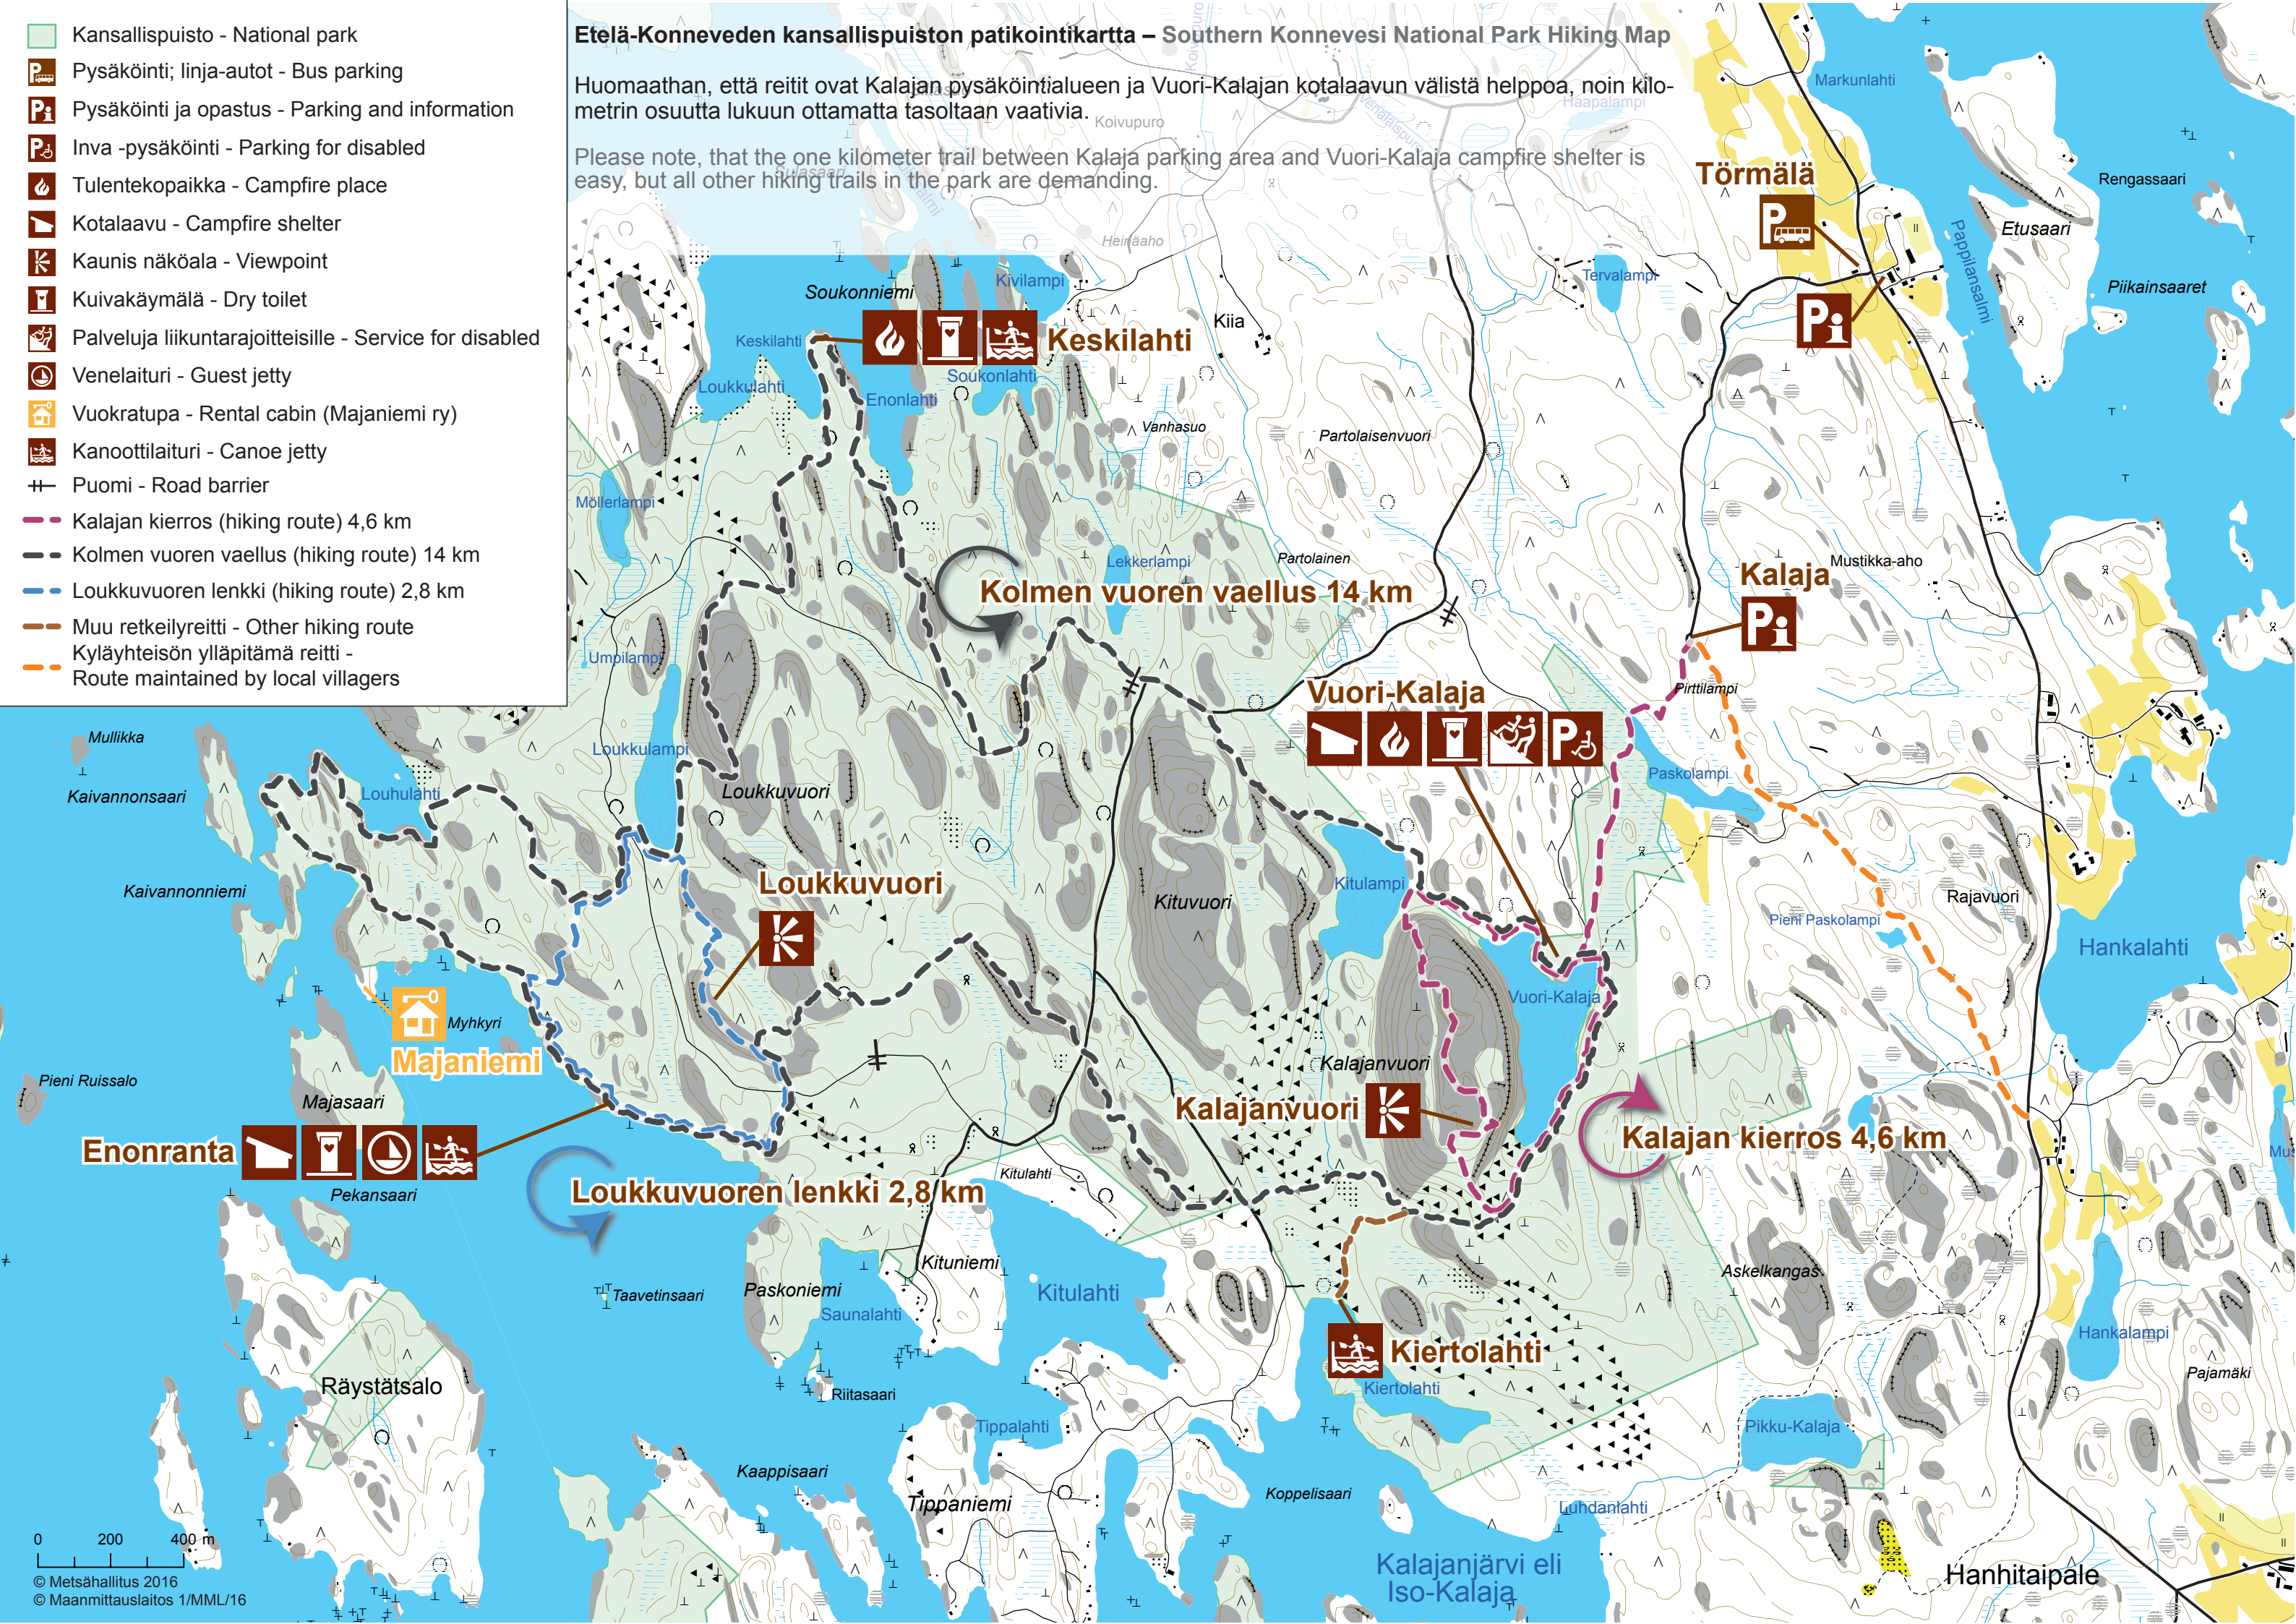 Kansallispuisto - National park
Pysäköinti; linja-autot - Bus parking
Pysäköinti ja opastus - Parking and information
Inva -pysäköinti - Parking for disabled
Tulentekopaikka - Campfire place
Kotalaavu - Campfire shelter
Kaunis näköala - Viewpoint
Kuivakäymälä - Dry toilet
Palveluja liikuntarajoitteisille - Service for disabled
Venelaituri - Guest jetty
Vuokratupa - Rental cabin (Majaniemi ry)
Kanoottilaituri - Canoe jetty
Puomi - Road barrier
Kalajan kierros (hiking route) 4,6 km
Kolmen vuoren vaellus (hiking route) 14 km
Loukkuvuoren lenkki (hiking route) 2,8 km
Muu retkeilyreitti - Other hiking route
Kyläyhteisön ylläpitämä reitti -
Route maintained by local villagers
Etelä-Konneveden kansallispuiston patikointikartta – Southern Konnevesi National Park Hiking Map
Huomaathan, että reitit ovat Kalajan pysäköintialueen ja Vuori-Kalajan kotalaavun välistä helppoa, noin kilo-
metrin osuutta lukuun ottamatta tasoltaan vaativia.
Please note, that the one kilometer trail between Kalaja parking area and Vuori-Kalaja campfire shelter is
easy, but all other hiking trails in the park are demanding.
Koivupuro
Haapalampi
Heinäaho
Markunlahti
Törmälä
Rengassaari
Etusaari
Papilansalmi
Piikainsaaret
Tervalampi
Soukonniemi
Kivilampi
Kiia
Keskilahti
Keskilahti
Loukkulahti
Soukonlahti
Enonlahti
Vanhasuo
Partolaisenvuori
Möllerlampi
Lekkerlampi
Partolainen
Mustikka-aho
Kalaja
Kolmen vuoren vaellus 14 km
Umpilampi
Pirttilampi
Vuori-Kalaja
Mullikka
Loukkulampi
Paskolampi
Kaivannonsaari
Louhulahti
Loukkuvuori
Loukkuvuori
Kaivannonniemi
Kitulampi
Kituvuori
Rajavuori
Pieni Paskolampi
Hankalahti
Vuori-Kalaja
Myhkyri
Majaniemi
Kalajanvuori
Pieni Ruissalo
Majasaari
Kalajanvuori
Kalajan kierros 4,6 km
Enonranta
Pekansaari
Loukkuvuoren lenkki 2,8 km
Kitulahti
Kituniemi
Askelkangas
Taavetinsaari
Paskoniemi
Saunalahti
Kitulahti
Hankalampi
Kiertolahti
Kiertolahti
Pajamäki
Räystätsalo
Riitasaari
Tippalahti
Pikku-Kalaja
Kaappisaari
Koppelisaari
Tippaniemi
Luhdanlahti
Kalajanjärvi eli
Iso-Kalaja
Hanhitaipale
0 200 400 m
© Metsähallitus 2016
© Maanmittauslaitos 1/MML/16